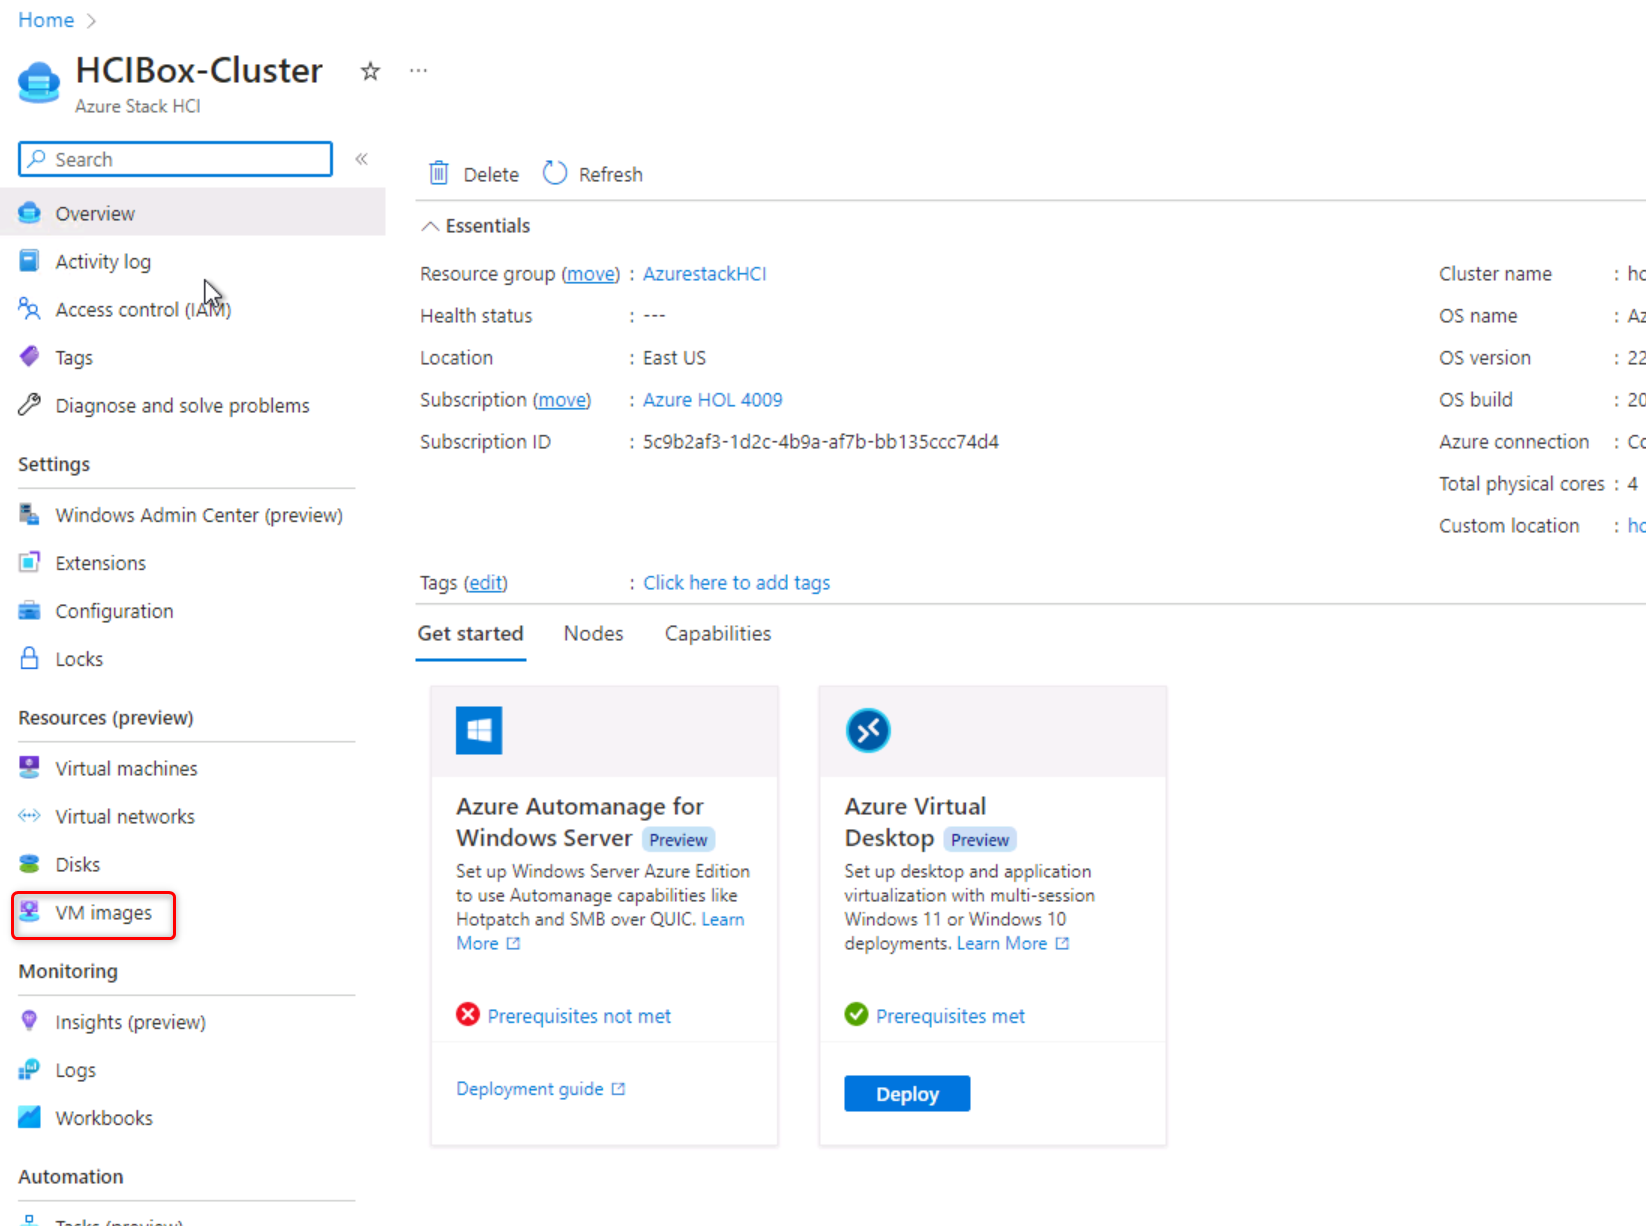 Home
HCIBox-Cluster
Azure Stack HCI
Search
Overview
Activity log
Access control (IAM)
Tags
Diagnose and solve problems
Settings
Windows Admin Center (preview)
Extensions
Configuration
Locks
Resources (preview)
Virtual machines
Virtual networks
Disks
VM images
Monitoring
Insights (preview)
Logs
Workbooks
Automation
Tasks (preview)
Delete Refresh
Essentials
Resource group (move) : AzurestackHCI
Health status : ---
Location : East US
Subscription (move) : Azure HOL 4009
Subscription ID : 5c9b2af3-1d2c-4b9a-af7b-bb135ccc74d4
Cluster name :
OS name : Az
OS version : 22
OS build : 20
Azure connection :
Total physical cores : 4
Custom location :
Tags (edit) : Click here to add tags
Get started Nodes Capabilities
Azure Automanage for
Windows Server Preview
Set up Windows Server Azure Edition
to use Automanage capabilities like
Hotpatch and SMB over QUIC. Learn
More
Prerequisites not met
Deployment guide
Azure Virtual
Desktop Preview
Set up desktop and application
virtualization with multi-session
Windows 11 or Windows 10
deployments. Learn More
Prerequisites met
Deploy